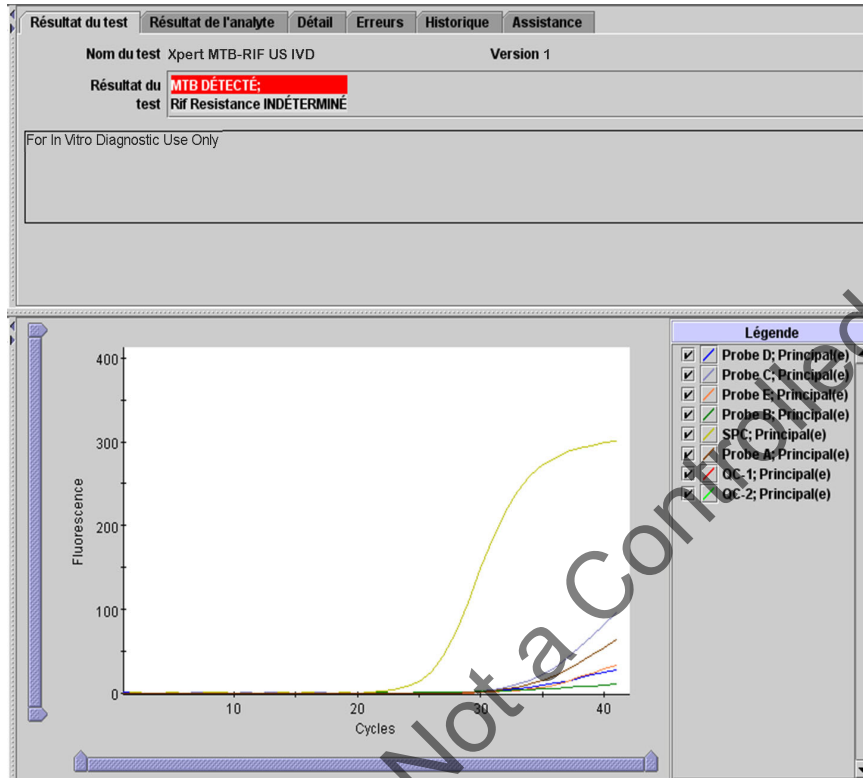 Résultat du test Résultat de l'analyte Détail Erreurs Historique Assistance
Nom du test Xpert MTB-RIF US IVD Version 1
Résultat du test
MTB DÉTECTÉ;
Rif Resistance INDÉTERMINÉ
For In Vitro Diagnostic Use Only
Légende
Probe D; Principal(e)
Probe C; Principal(e)
Probe E; Principal(e)
Probe B; Principal(e)
SPC; Principal(e)
Probe A; Principal(e)
QC-1; Principal(e)
QC-2; Principal(e)
400
300
200
100
0
Fluorescence
10 20 30 40
Cycles
Not a Controlled